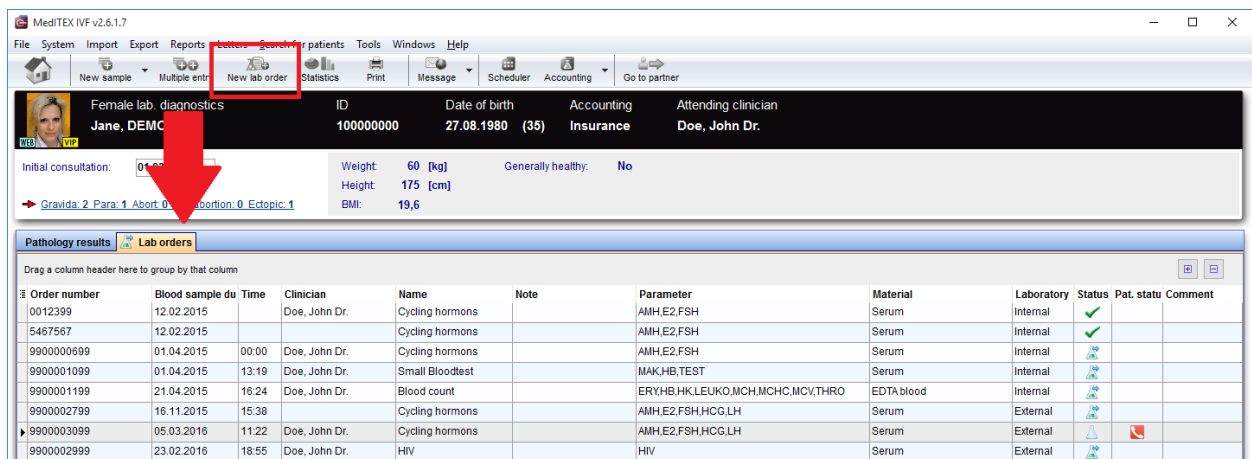 MedITEX IVF v2.6.1.7
File System Import Export Reports Letters Search for patients Tools Windows Help
New sample Multiple entr New lab order Statistics Print Message Scheduler Accounting Go to partner
Female lab. diagnostics ID Date of birth Accounting Attending clinician
Jane, DEMO 100000000 27.08.1980 (35) Insurance Doe, John Dr.
WEB VIP
Initial consultation: Weight: 60 [kg] Generally healthy: No
Height: 175 [cm]
Gravida: 2 Para: 1 Abort: 0 bortion: 0 Ectopic: 1 BMI: 19,6
Pathology results Lab orders
Drag a column header here to group by that column
Order number Blood sample du Time Clinician Name Note Parameter Material Laboratory Status Pat. statu Comment
0012399 12.02.2015 Doe, John Dr. Cycling hormons AMH,E2,FSH Serum Internal
5467567 12.02.2015 Cycling hormons AMH,E2,FSH Serum Internal
9900000699 01.04.2015 00:00 Doe, John Dr. Cycling hormons AMH,E2,FSH Serum Internal
9900001099 01.04.2015 13:19 Doe, John Dr. Small Bloodtest MAK,HB,TEST Serum Internal
9900001199 21.04.2015 16:24 Doe, John Dr. Blood count ERY,HB,HK,LEUKO,MCH,MCHC,MCV,THRO EDTA blood Internal
9900002799 16.11.2015 15:38 Cycling hormons AMH,E2,FSH,HCG,LH Serum External
9900003099 05.03.2016 11:22 Doe, John Dr. Cycling hormons AMH,E2,FSH,HCG,LH Serum External
9900002999 23.02.2016 18:55 Doe, John Dr. HIV HIV Serum External